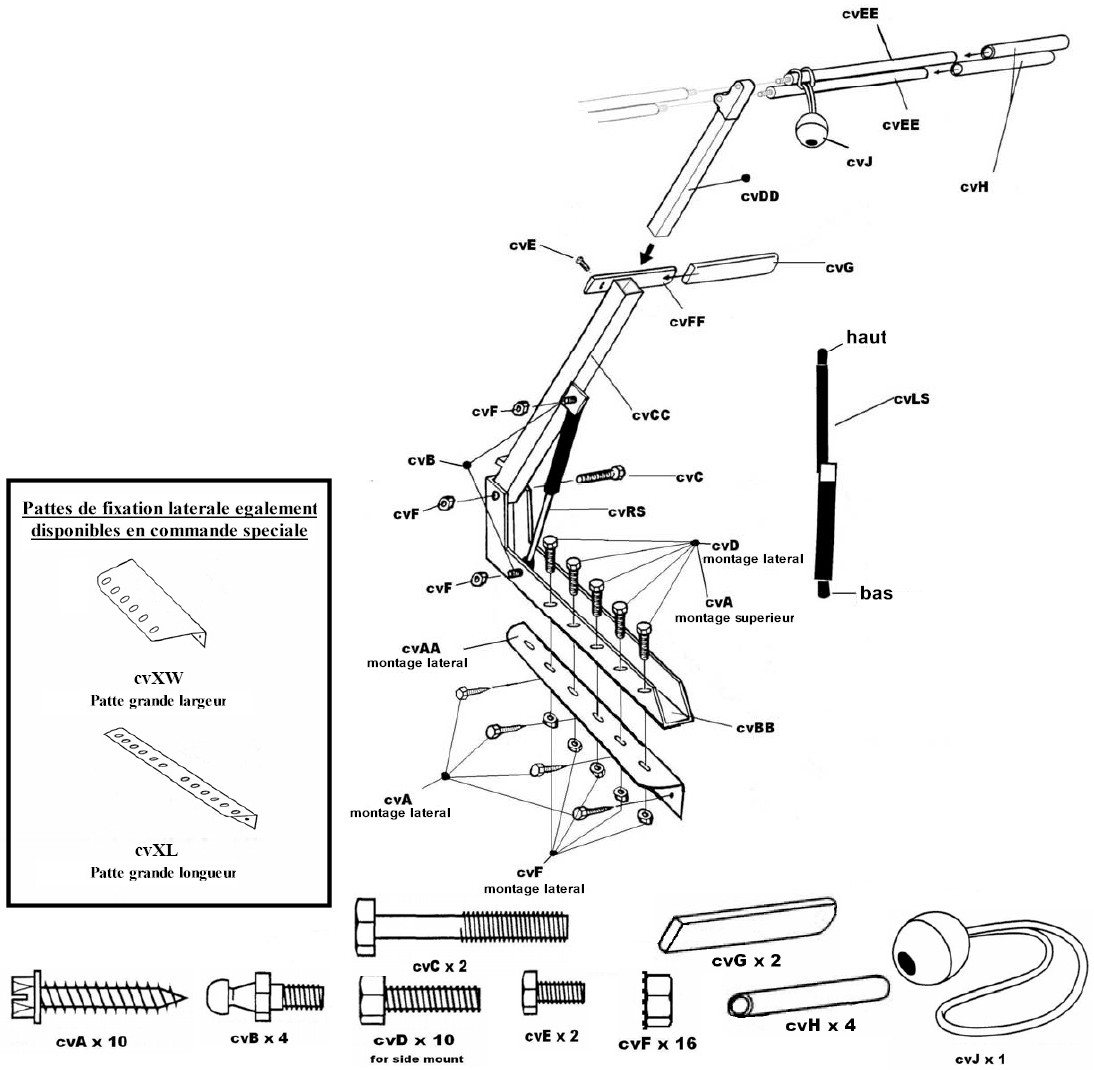 cvEE
cvEE
cvJ
cvH
cvDD
cvE
cvG
cvFF
haut
cvLS
cvF
cvCC
cvB
cvC
cvF
cvRS
cvD
montage lateral
cvF
cvA
montage superieur
bas
Pattes de fixation laterale egalement
disponibles en commande speciale
cvXW
Patte grande largeur
cvXL
Patte grande longueur
cvAA
montage lateral
cvBB
cvA
montage lateral
cvF
montage lateral
cvC x 2
cvG x 2
cvA x 10
cvB x 4
cvD x 10
for side mount
cvE x 2
cvF x 16
cvH x 4
cvJ x 1